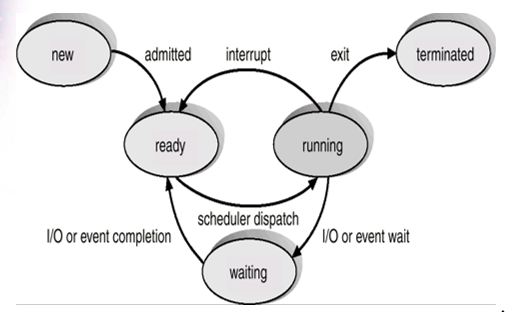 new
admitted
interrupt
exit
terminated
ready
running
scheduler dispatch
I/O or event completion
I/O or event wait
waiting